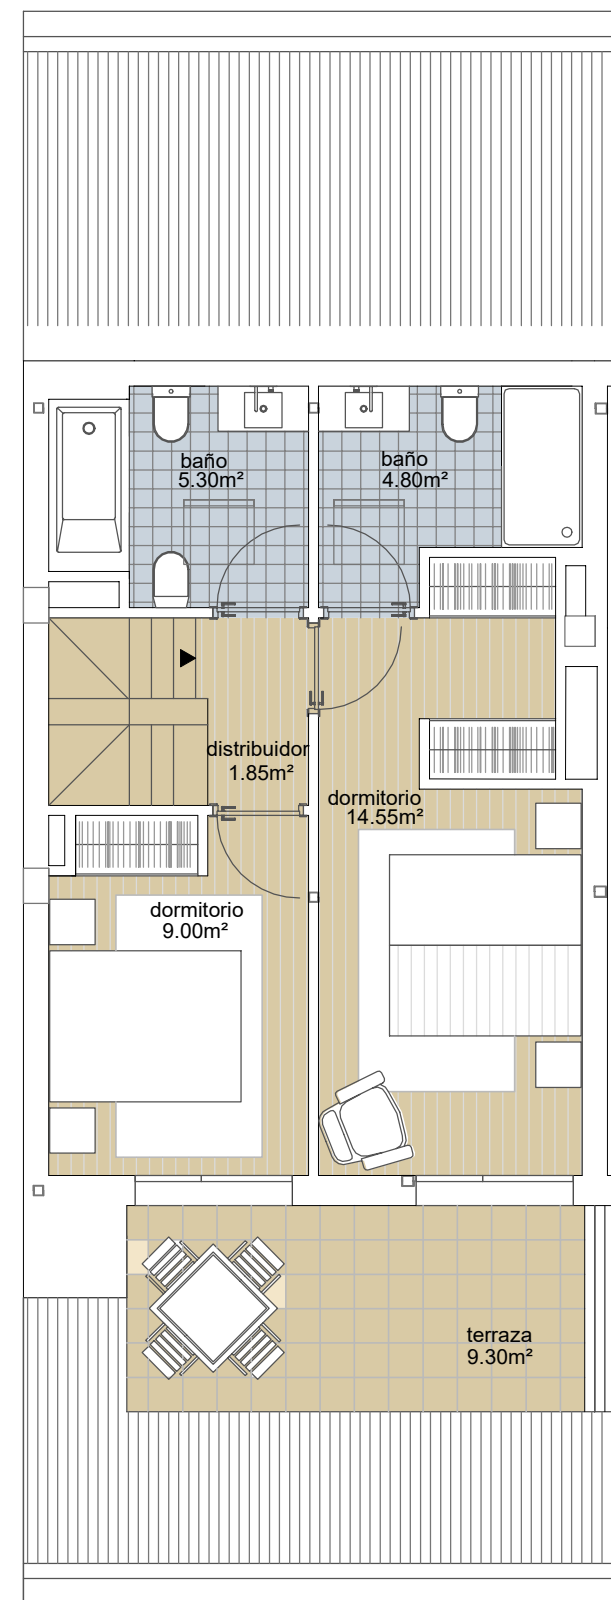 baño
5.30m²
baño
4.80m²
distribuidor
1.85m²
dormitorio
14.55m²
dormitorio
9.00m²
terraza
9.30m²